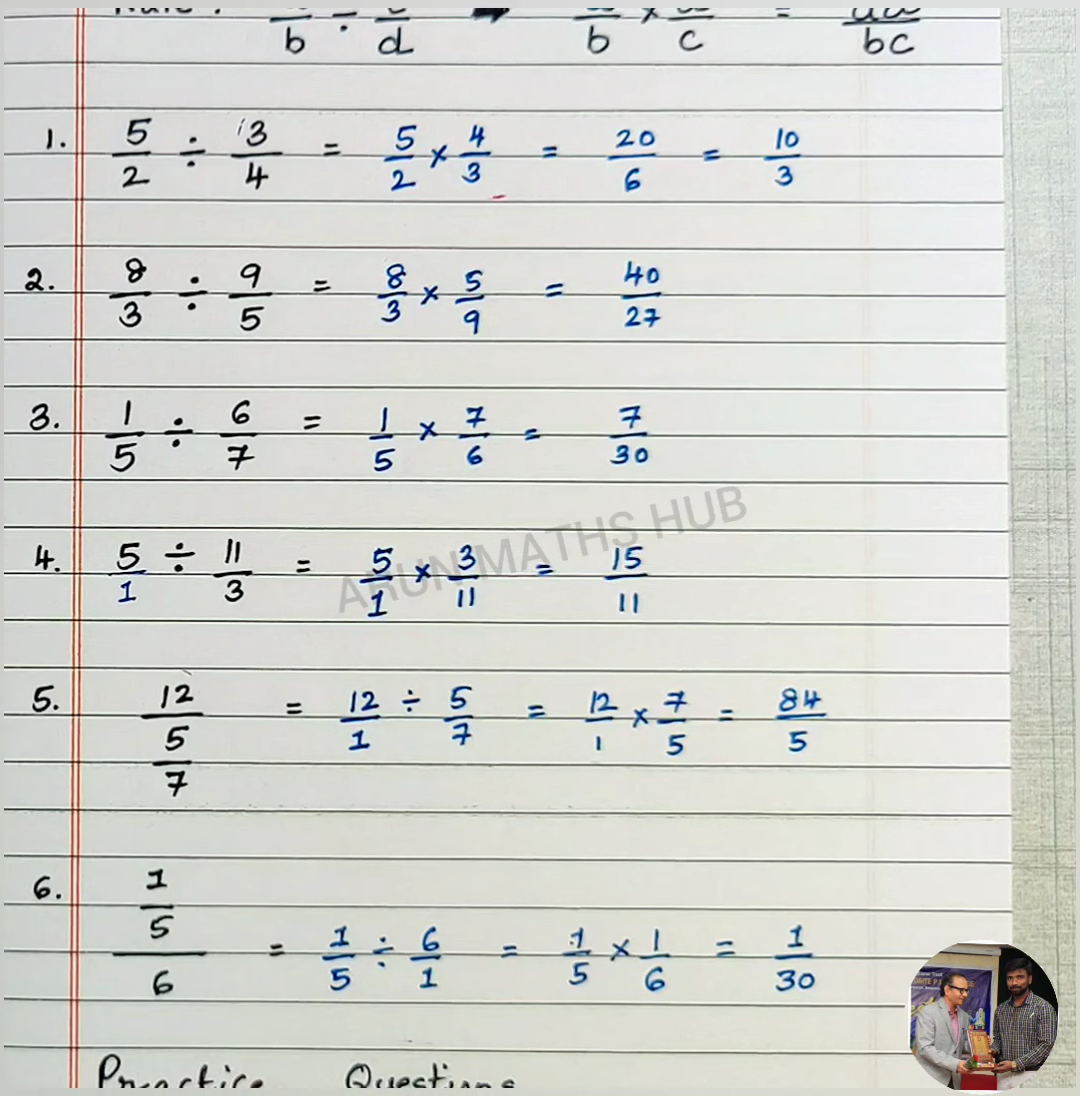 b ÷ d b × c = bc
1. 5/2 ÷ 3/4 = 5/2 × 4/3 = 20/6 = 10/3
2. 8/3 ÷ 9/5 = 8/3 × 5/9 = 40/27
3. 1/5 ÷ 6/7 = 1/5 × 7/6 = 7/30
ARUN MATHS HUB
4. 5/1 ÷ 11/3 = 5/1 × 3/11 = 15/11
5. 12/(5/7) = 12/1 ÷ 5/7 = 12/1 × 7/5 = 84/5
6. (1/5)/6 = 1/5 ÷ 6/1 = 1/5 × 1/6 = 1/30
Practice Questions